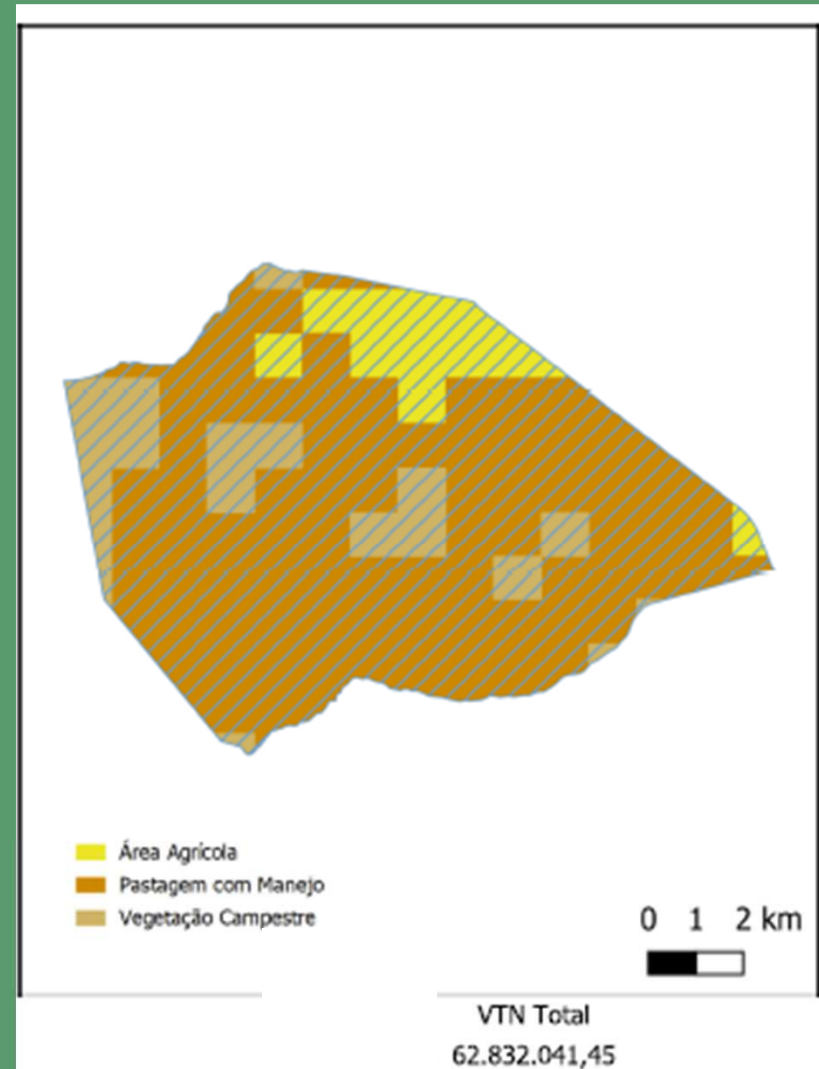 Área Agrícola
Pastagem com Manejo
Vegetação Campestre
0 1 2 km
VTN Total
62.832.041,45